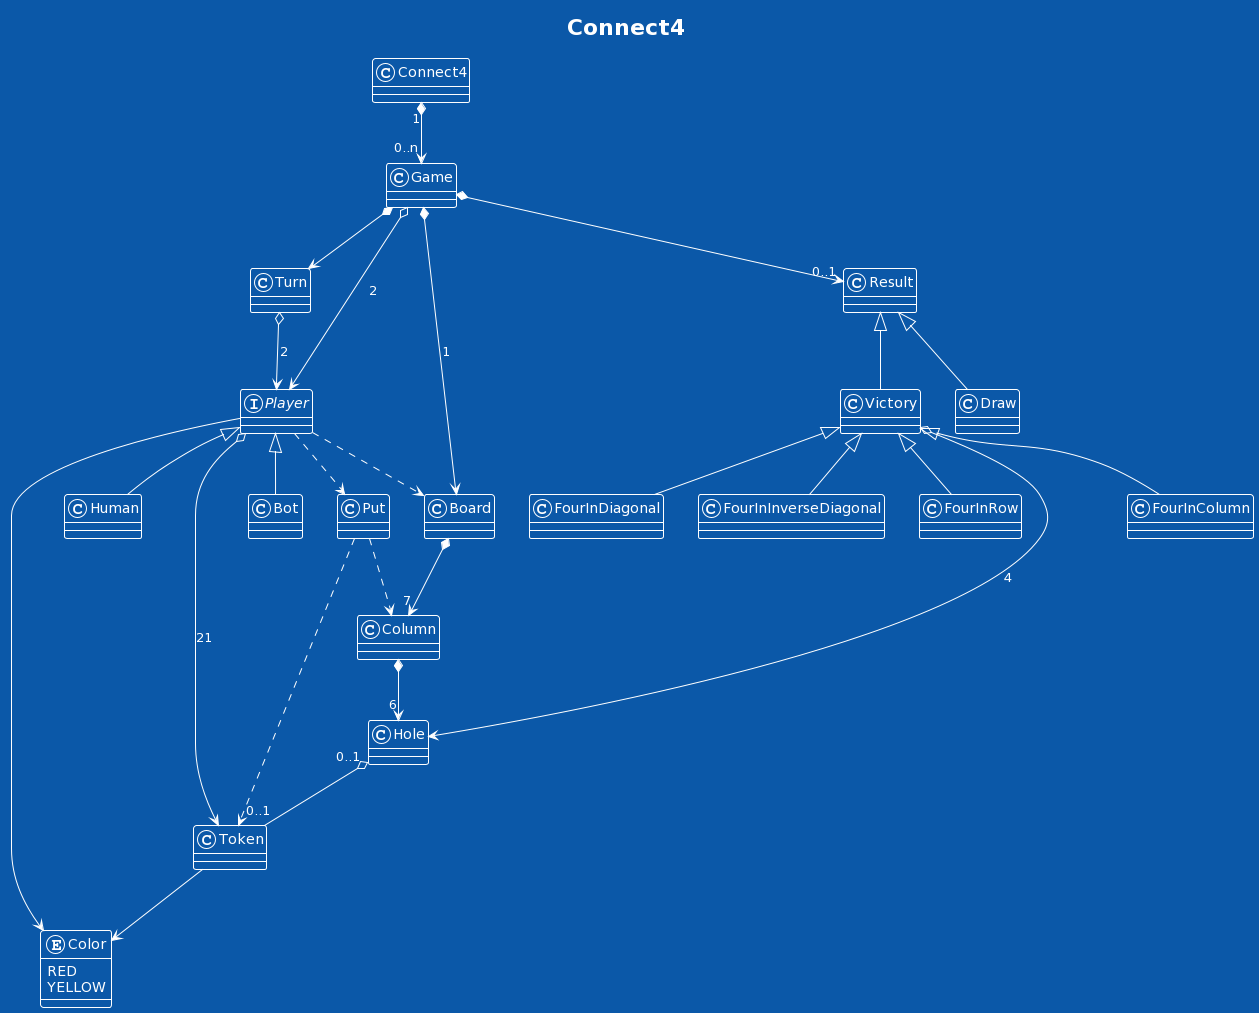 Connect4
C Connect4
1
0..n
C Game
0..1
C Turn
C Result
2
2
1
I Player
C Victory
C Draw
C Human
C Bot
C Put
C Board
C FourInDiagonal
C FourInInverseDiagonal
C FourInRow
C FourInColumn
4
7
C Column
21
6
C Hole
0..1
0..1
C Token
E Color
RED
YELLOW